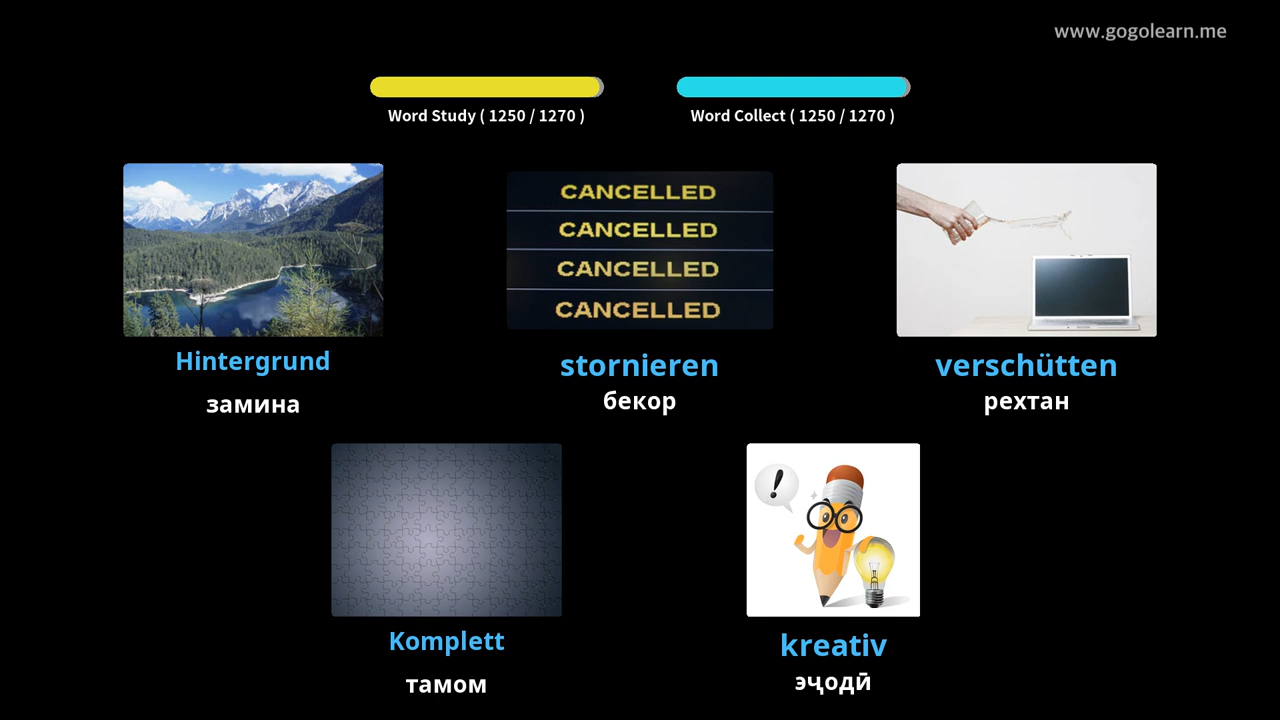 www.gogolearn.me
Word Study ( 1250 / 1270 )
Word Collect ( 1250 / 1270 )
CANCELLED
CANCELLED
CANCELLED
CANCELLED
Hintergrund
замина
stornieren
бекор
verschütten
рехтан
!
Komplett
тамом
kreativ
эҷодӣ